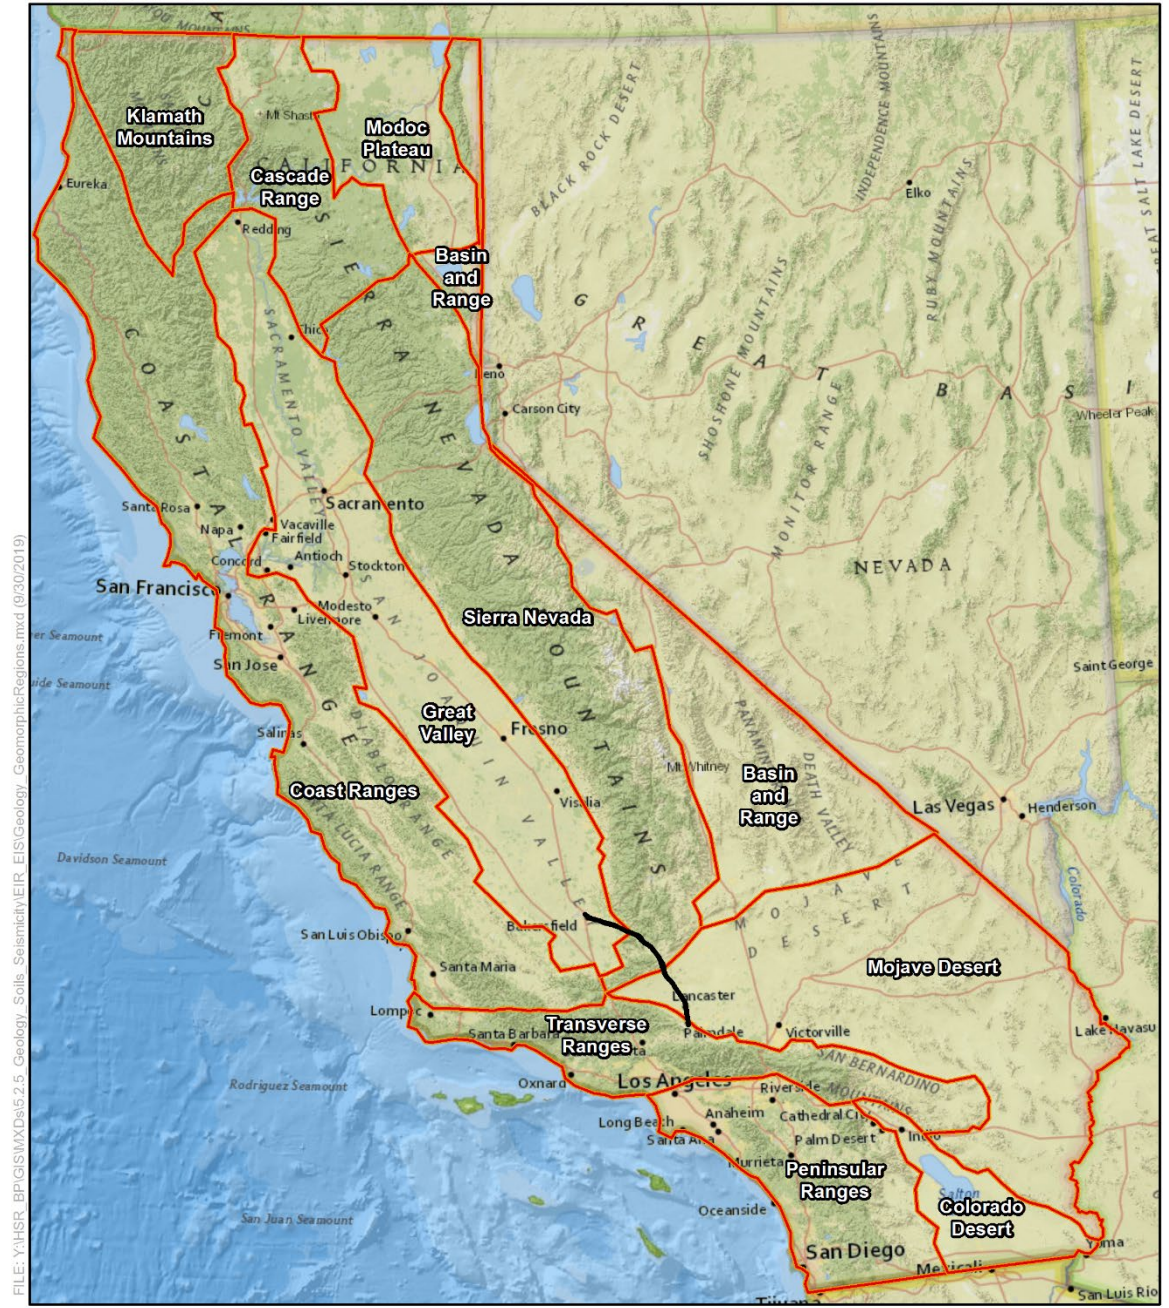 Klamath
Mountains
Mt Shasta
Modoc
Plateau
CALIFORNIA
Cascade
Range
Eureka
Redding
Basin
and
Range
BLACK ROCK DESERT
INDEPENDENCE MOUNTAINS
Elko
RUBY MOUNTAINS
GREAT SALT LAKE DESERT
GREAT BASI
SHOSHONE MOUNTAINS
MONITOR RANGE
Wheeler Peak
Chico
SACRAMENTO VALLEY
COASTAL RANGE
SIERRA NEVADA
MOUNTAINS
Reno
Carson City
Santa Rosa
Sacramento
Napa
Vacaville
Fairfield
Concord
Antioch
Stockton
San Francisco
Modesto
Livermore
Fremont
San Jose
Sierra Nevada
NEVADA
Saint George
SAN JOAQUIN VALLEY
Great
Valley
Fresno
Salinas
DIABLO RANGE
Coast Ranges
Visalia
Mt Whitney
PANAMIN
DEATH VALLEY
Basin
and
Range
Las Vegas
Henderson
Colorado
Davidson Seamount
MOJAVE
DESERT
Bakersfield
San Luis Obispo
Santa Maria
Mojave Desert
Lancaster
Lompoc
Transverse
Ranges
Santa Barbara
Palmdale
Victorville
Lake Havasu
SAN BERNARDINO
MOUNTAINS
Rodriguez Seamount
Oxnard
Los Angeles
Riverside
Long Beach
Anaheim
Cathedral City
Santa Ana
Palm Desert
Indio
Murrieta
Peninsular
Ranges
Salton
Colorado
Desert
Oceanside
San Juan Seamount
San Diego
Yuma
Mexicali
Tijuana
San Luis Río
FILE: Y:\HSR_BP\GIS\MXDs\5.2.5_Geology_Soils_Seismicity\EIR_EIS\Geology_GeomorphicRegions.mxd (9/30/2019)